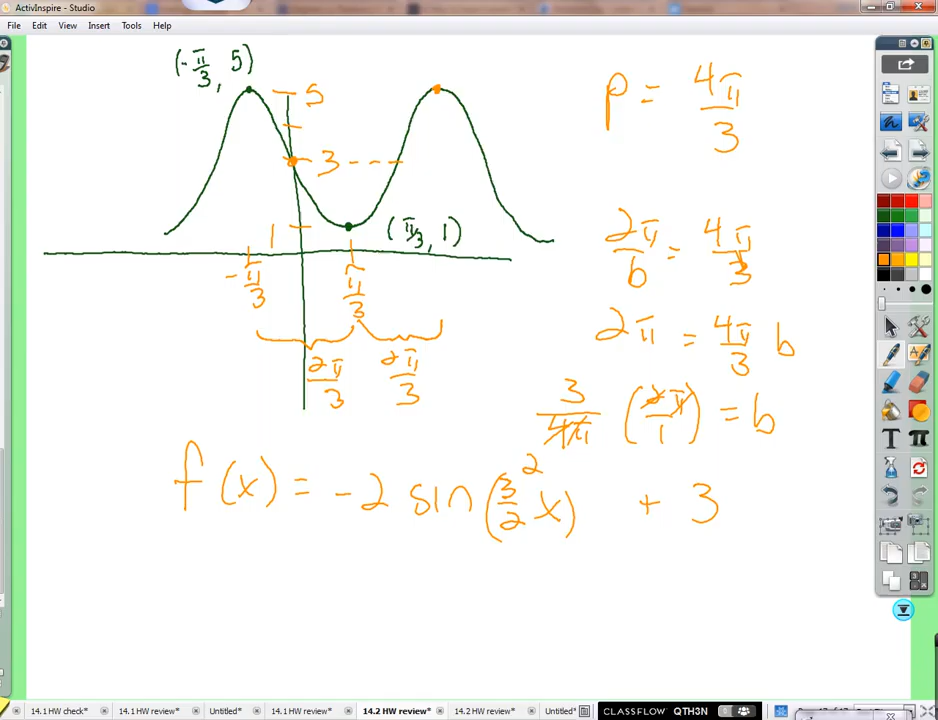 ActivInspire - Studio
File Edit View Insert Tools Help
(-π/3, 5)
5
3
1
(π/3, 1)
-π/3
π/3
2π/3
2π/3
p = 4π/3
2π/b = 4π/3
2π = 4π/3 b
3/4π (2π/1) = b
2
f(x) = -2 sin(3/2 x) + 3
14.1 HW check* 14.1 HW review* Untitled* 14.1 HW review* 14.2 HW review* 14.2 HW review* Untitled*
CLASSFLOW QTH3N